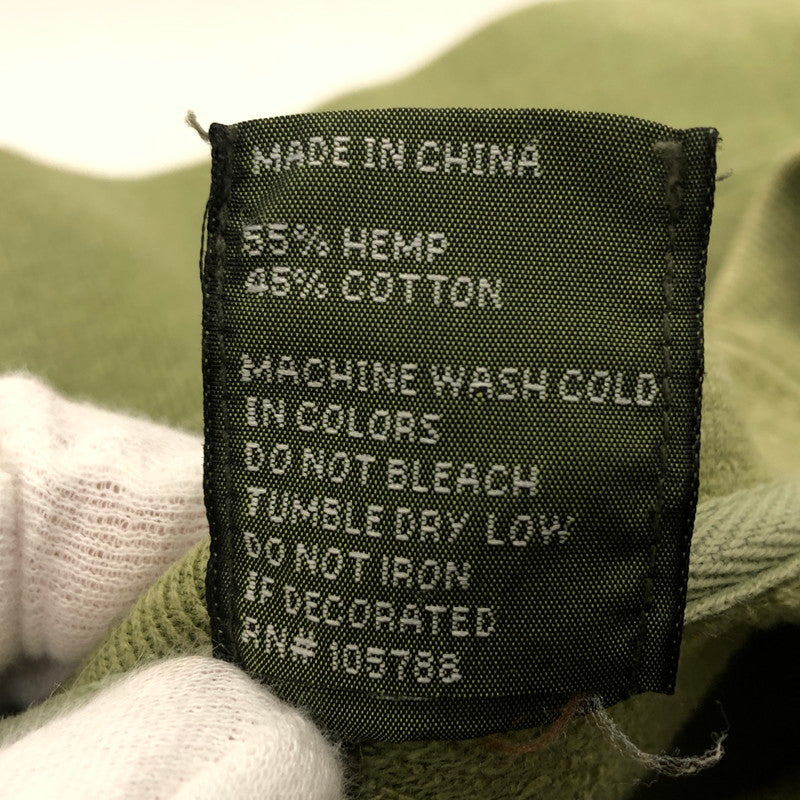 MADE IN CHINA
55% HEMP
45% COTTON
MACHINE WASH COLD
IN COLORS
DO NOT BLEACH
TUMBLE DRY LOW
DO NOT IRON
IF DECORATED
RN# 105788